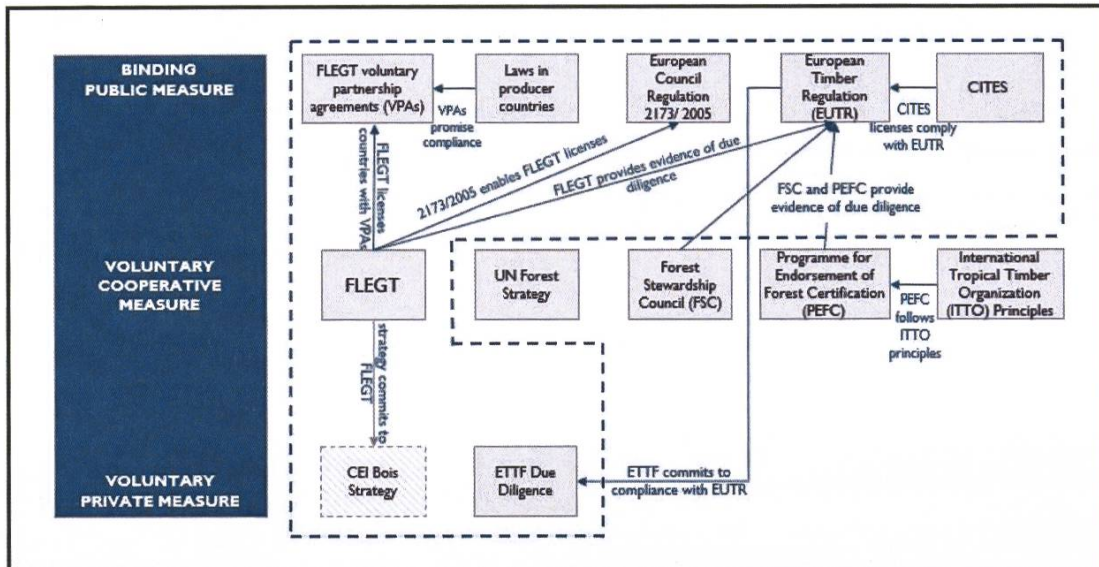 BINDING
PUBLIC MEASURE
FLEGT voluntary
partnership
agreements (VPAs)
VPAs
promise
compliance
Laws in
producer
countries
European
Council
Regulation
2173/ 2005
European
Timber
Regulation
(EUTR)
CITES
licenses comply
with EUTR
CITES
FLEGT licenses
countries with VPAs
2173/2005 enables FLEGT licenses
FLEGT provides evidence of due
diligence
FSC and PEFC provide
evidence of due diligence
VOLUNTARY
COOPERATIVE
MEASURE
FLEGT
UN Forest
Strategy
Forest
Stewardship
Council (FSC)
Programme for
Endorsement of
Forest Certification
(PEFC)
PEFC
follows
ITTO
principles
International
Tropical Timber
Organization
(ITTO) Principles
strategy commits to
FLEGT
VOLUNTARY
PRIVATE MEASURE
CEI Bois
Strategy
ETTF Due
Diligence
ETTF commits to
compliance with EUTR